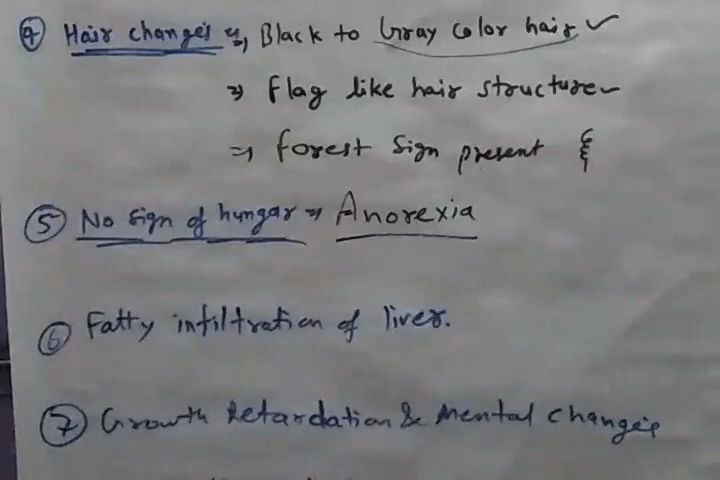 ④ Hair changes ⇒ Black to Gray color hair ✓
⇒ Flag like hair structure
⇒ Forest Sign present
⑤ No sign of hungar ⇒ Anorexia
⑥ Fatty infiltration of liver.
⑦ Growth Retardation & Mental changes